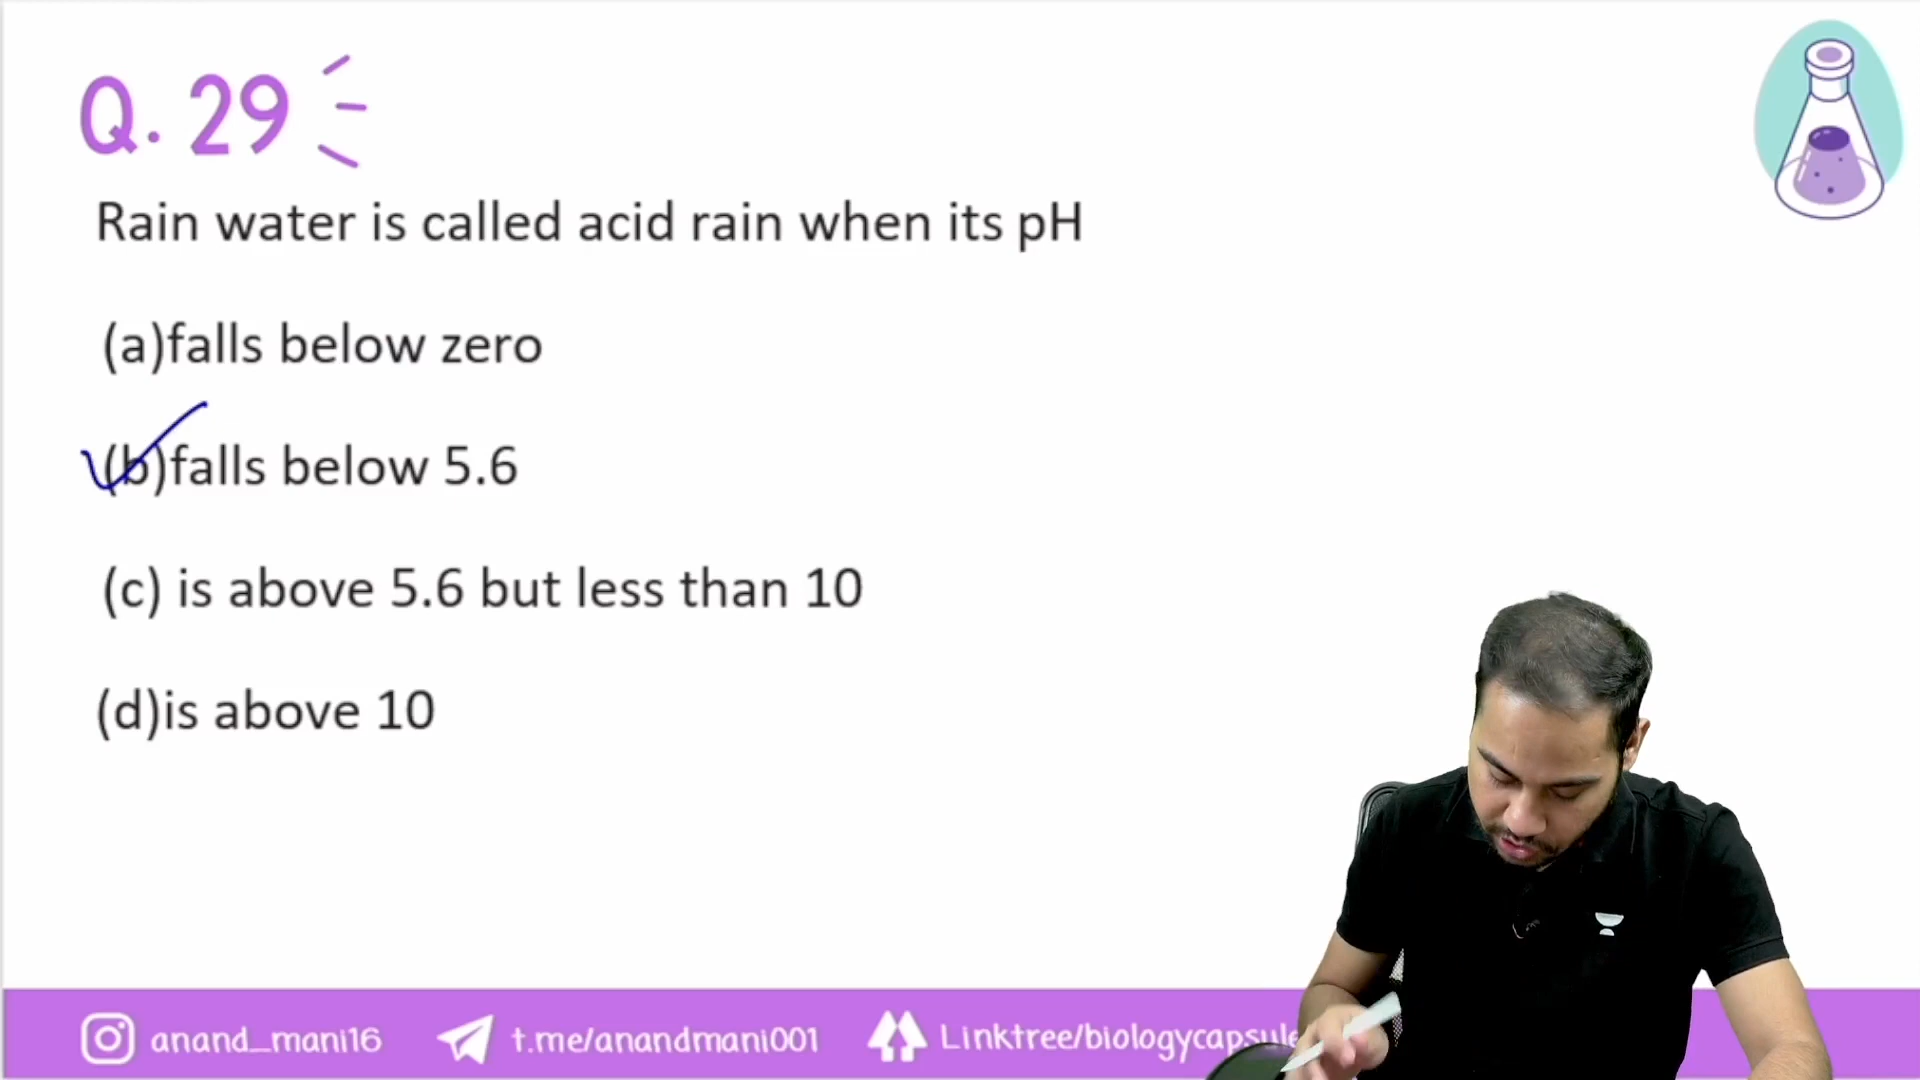 Q. 29
Rain water is called acid rain when its pH
(a)falls below zero
(b)falls below 5.6
(c) is above 5.6 but less than 10
(d)is above 10
anand_mani16 t.me/anandmani001 Linktree/biologycapsule